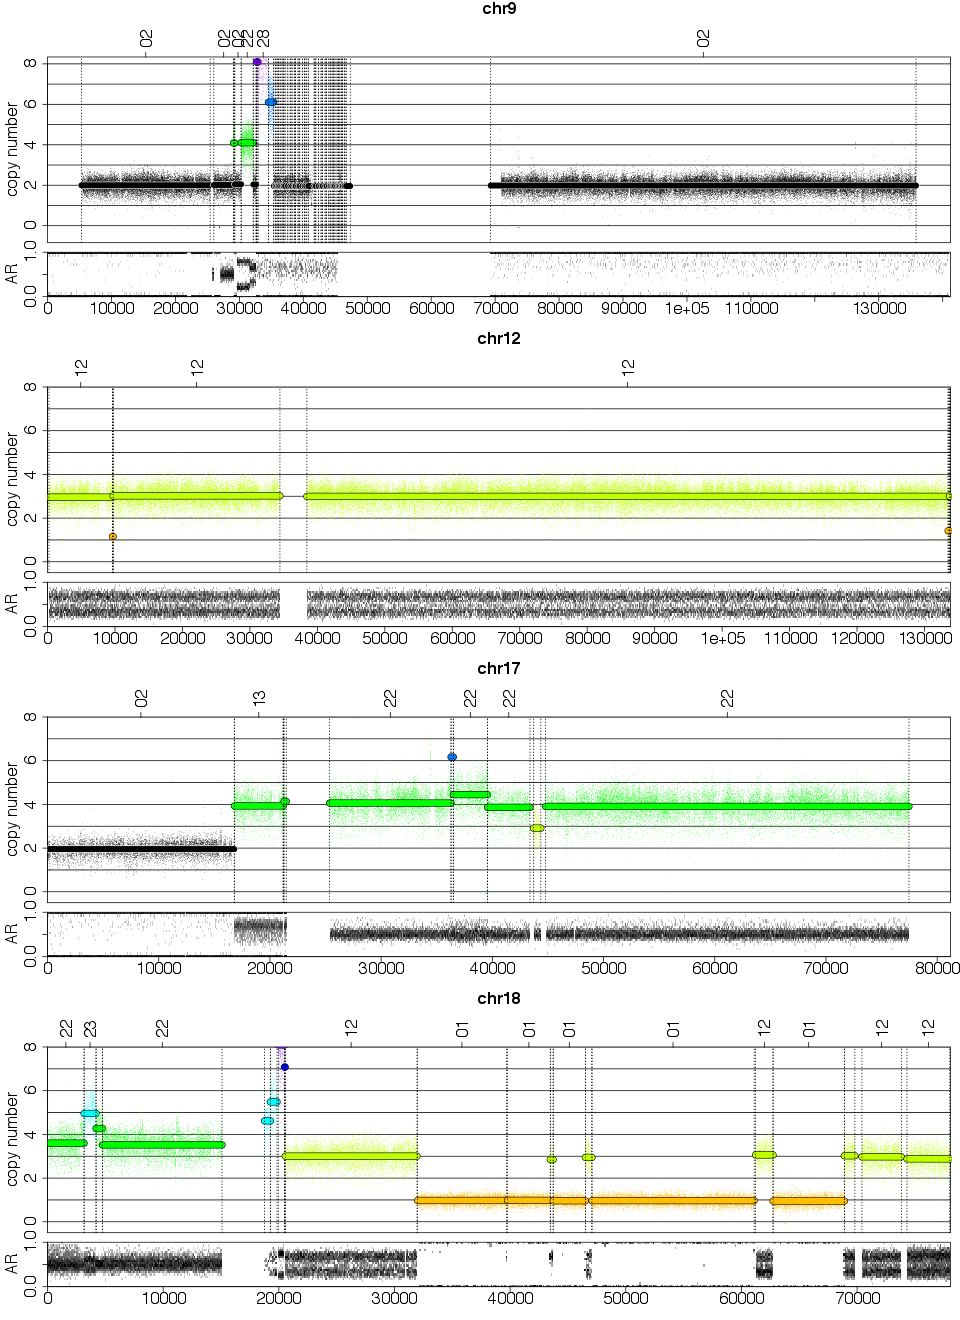 chr9
02 02 02 22 28
02
copy number
0 2 4 6 8
AR
0.0 1.0
0 10000 20000 30000 40000 50000 60000 70000 80000 90000 1e+05 110000 130000
chr12
12 12 12
copy number
0 2 4 6 8
AR
0.0 1.0
0 10000 20000 30000 40000 50000 60000 70000 80000 90000 1e+05 110000 120000 130000
chr17
02 13 22 22 22 22
copy number
0 2 4 6 8
AR
0.0 1.0
0 10000 20000 30000 40000 50000 60000 70000 80000
chr18
22 23 22 12 01 01 01 01 12 01 12 12
copy number
0 2 4 6 8
AR
0.0 1.0
0 10000 20000 30000 40000 50000 60000 70000